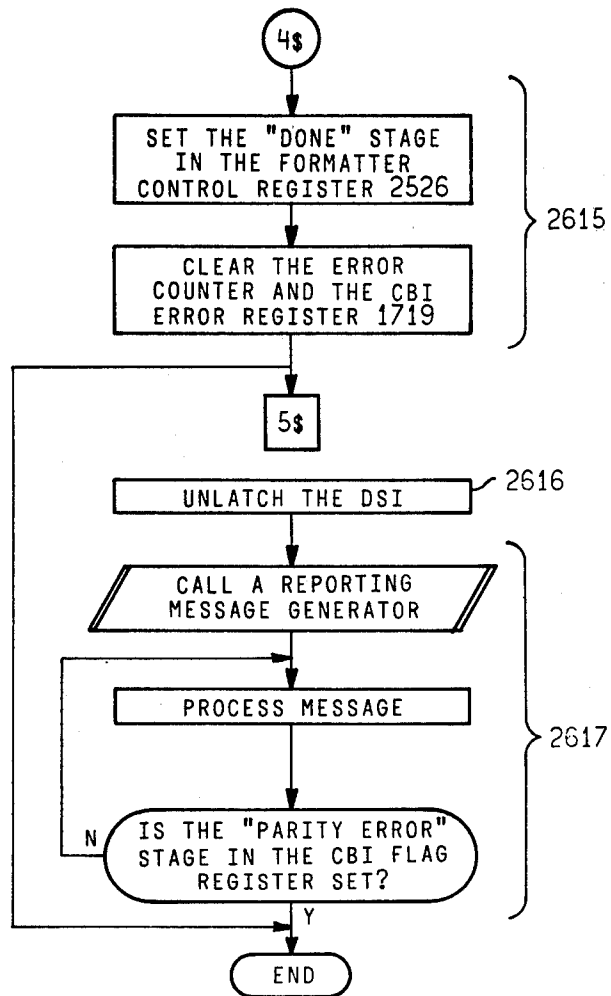 4$
SET THE "DONE" STAGE
IN THE FORMATTER
CONTROL REGISTER 2526
2615
CLEAR THE ERROR
COUNTER AND THE CBI
ERROR REGISTER 1719
5$
UNLATCH THE DSI
2616
CALL A REPORTING
MESSAGE GENERATOR
PROCESS MESSAGE
2617
IS THE "PARITY ERROR"
STAGE IN THE CBI FLAG
REGISTER SET?
N
Y
END